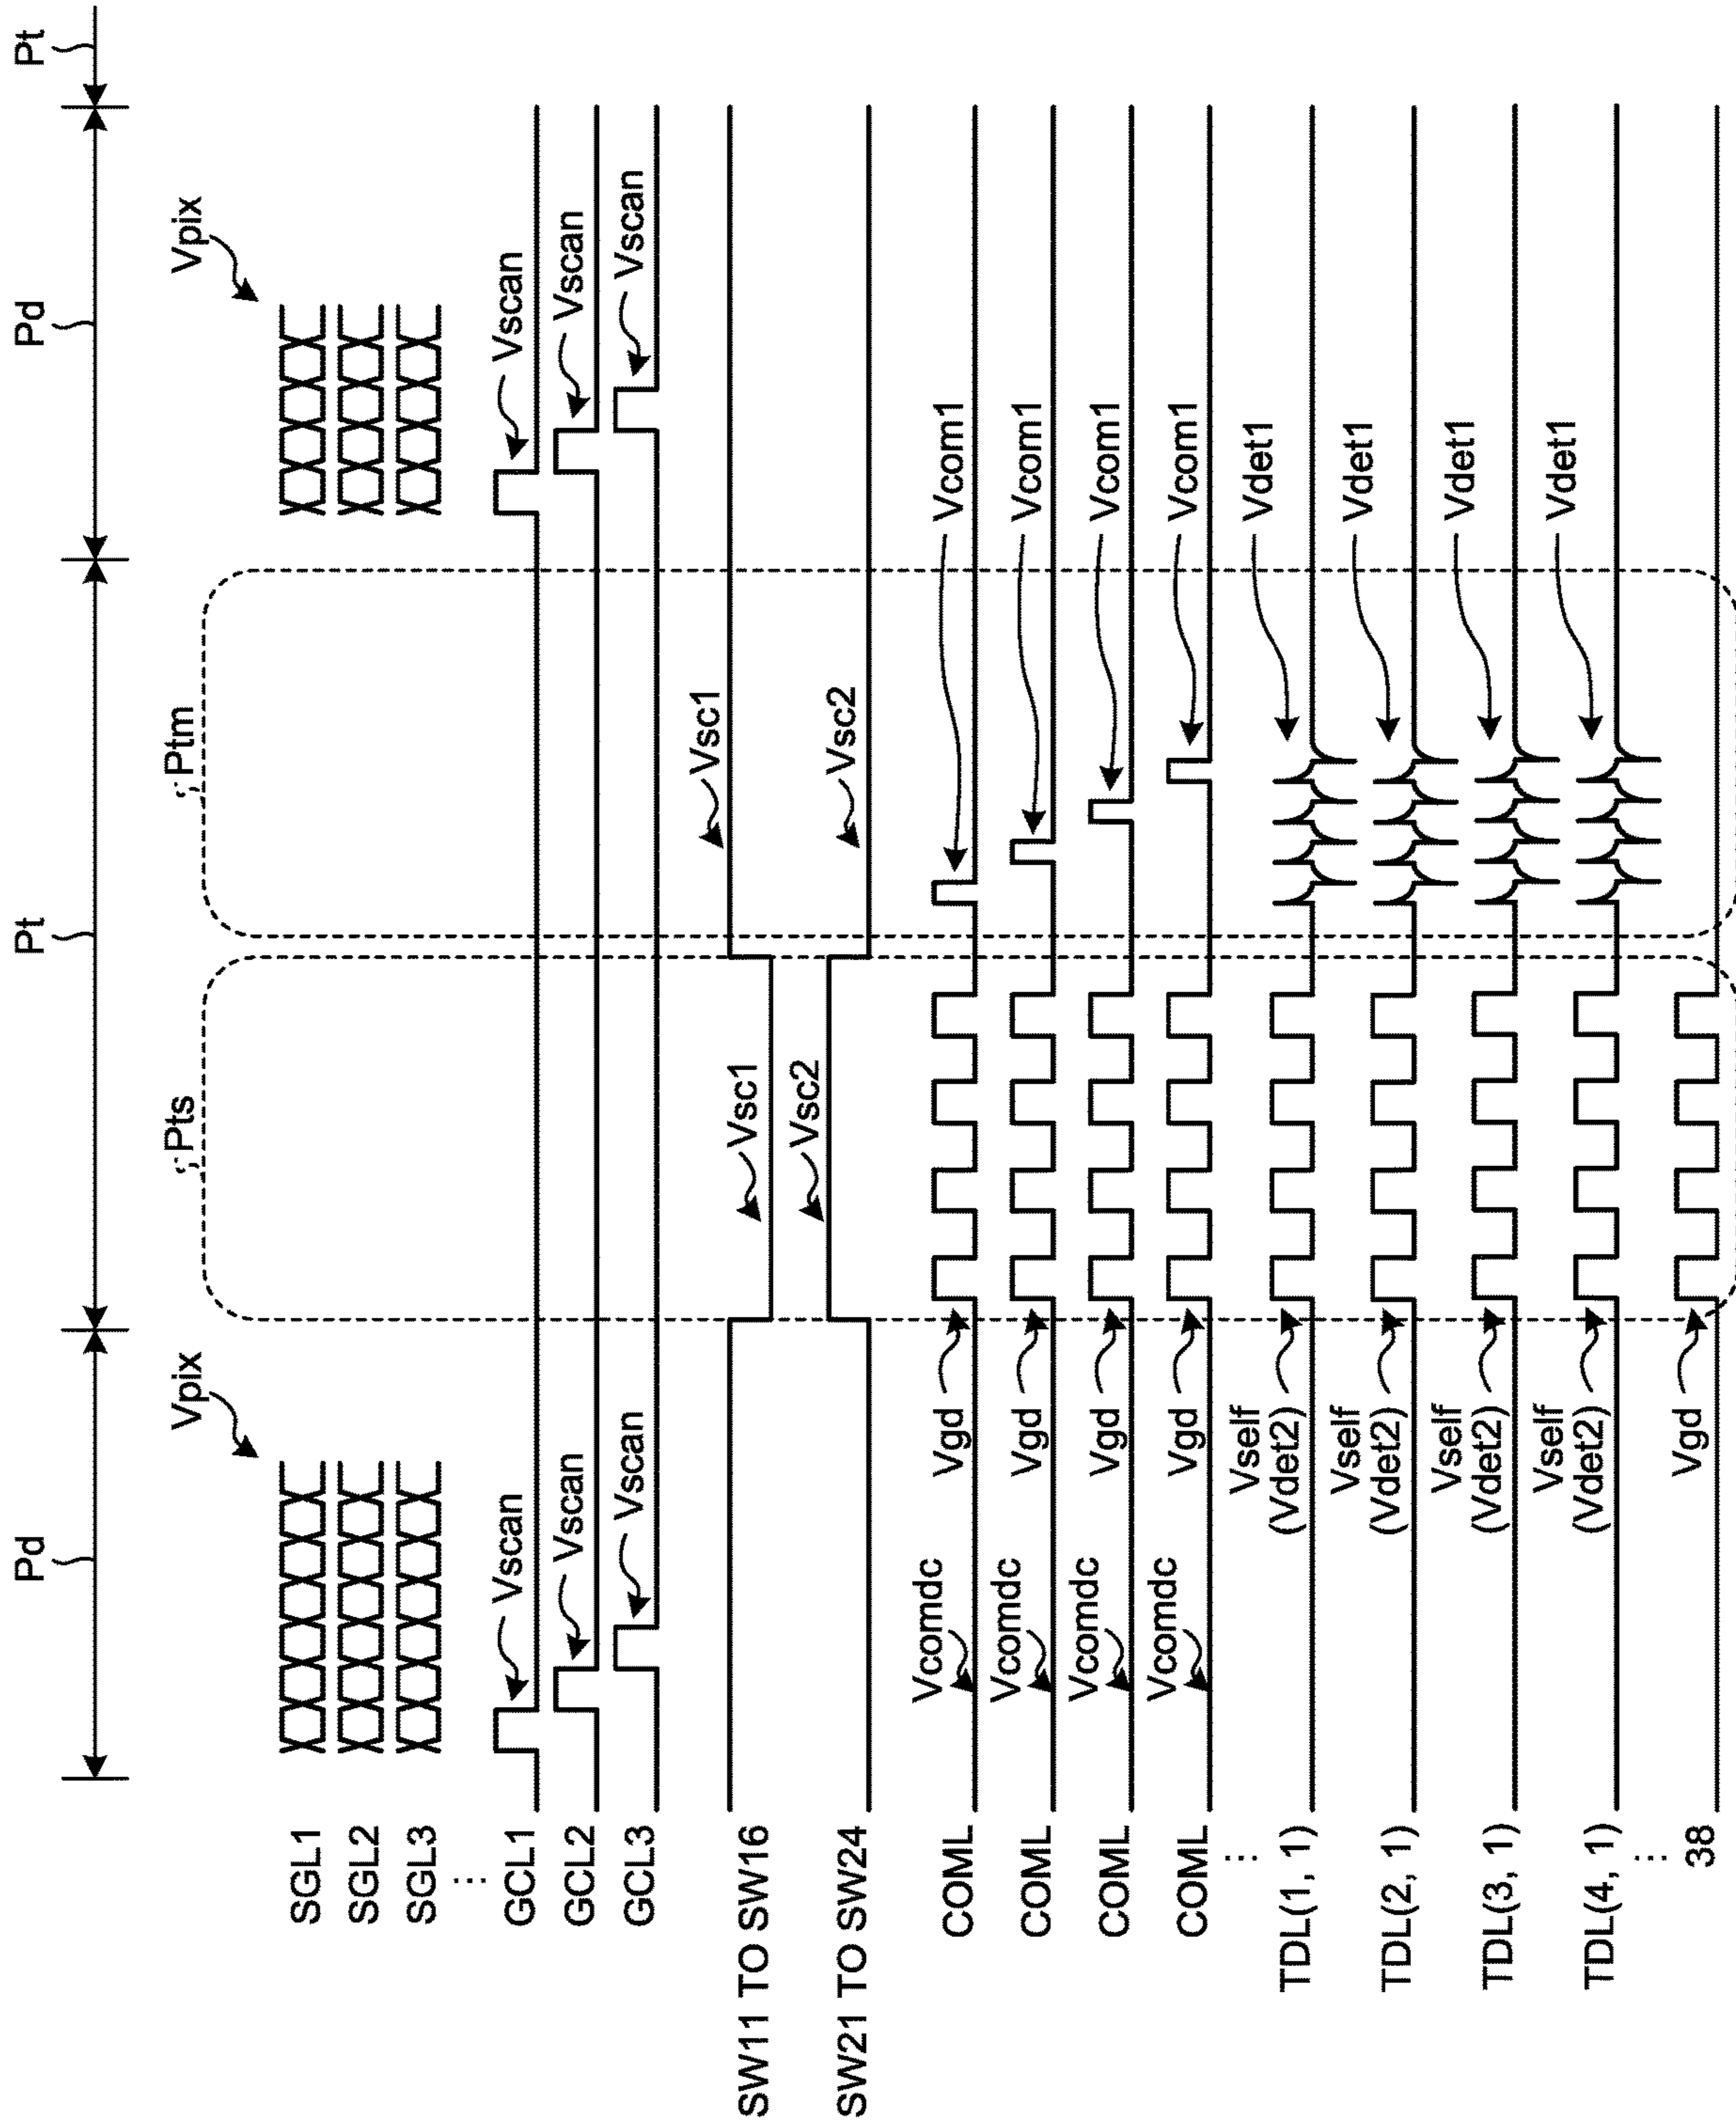 Pd Pt Pd Pt
Pts Ptm
Vpix Vpix
SGL1
SGL2
SGL3
⋮
GCL1 Vscan Vscan
GCL2 Vscan Vscan
GCL3 Vscan Vscan
SW11 TO SW16 Vsc1 Vsc1
SW21 TO SW24 Vsc2 Vsc2
COML Vcomdc Vgd Vcom1
COML Vcomdc Vgd Vcom1
COML Vcomdc Vgd Vcom1
COML Vcomdc Vgd Vcom1
⋮
TDL(1, 1) Vself (Vdet2) Vdet1
TDL(2, 1) Vself (Vdet2) Vdet1
TDL(3, 1) Vself (Vdet2) Vdet1
TDL(4, 1) Vself (Vdet2) Vdet1
⋮
38 Vgd